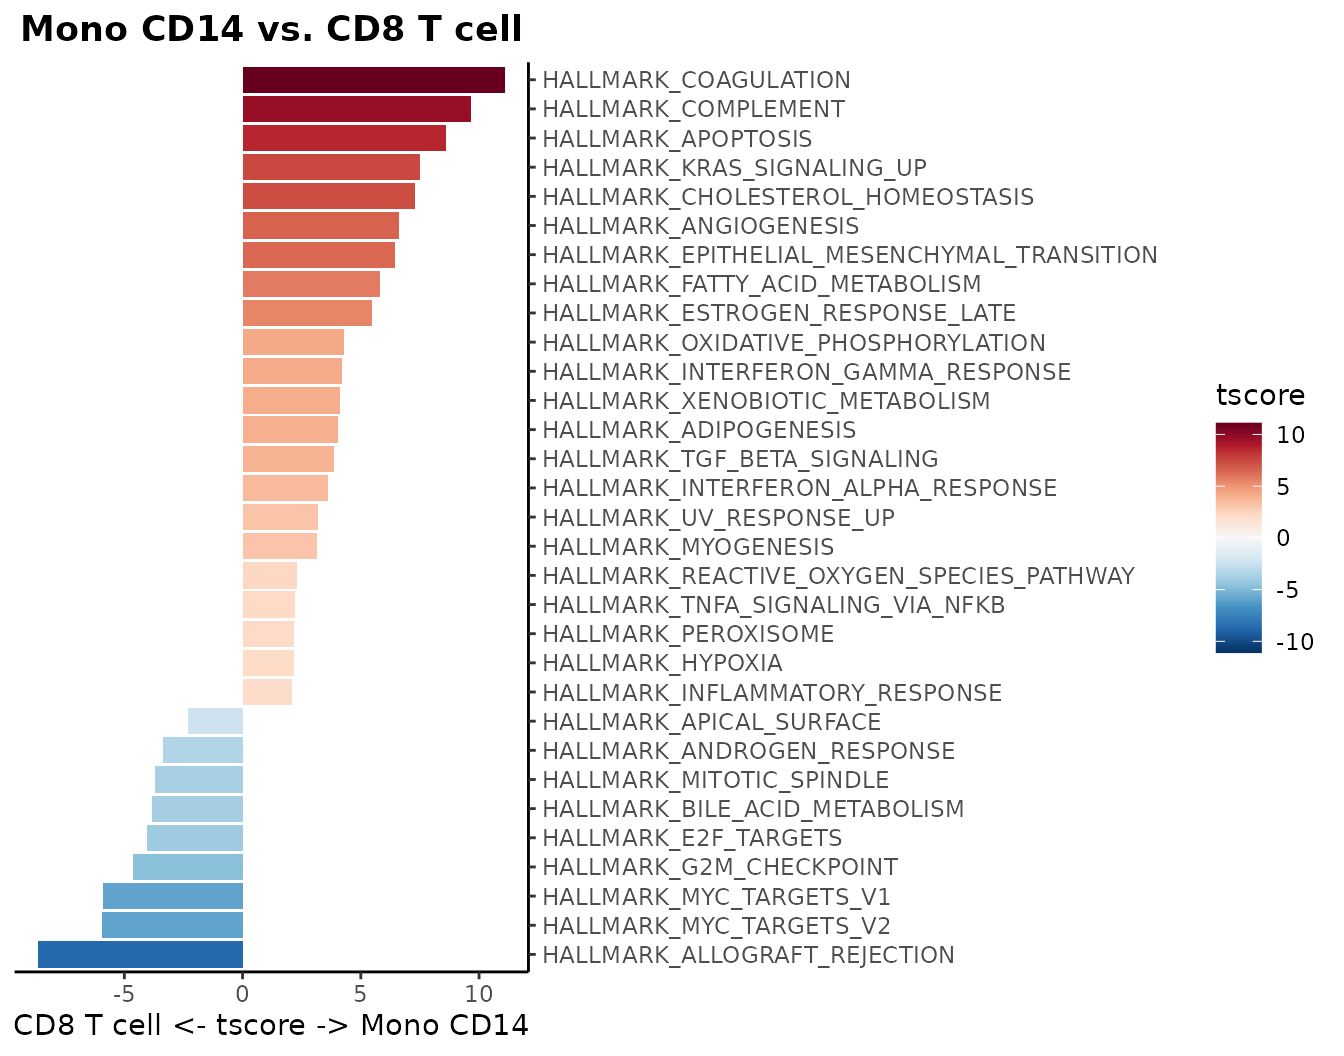 Mono CD14 vs. CD8 T cell
HALLMARK_COAGULATION
HALLMARK_COMPLEMENT
HALLMARK_APOPTOSIS
HALLMARK_KRAS_SIGNALING_UP
HALLMARK_CHOLESTEROL_HOMEOSTASIS
HALLMARK_ANGIOGENESIS
HALLMARK_EPITHELIAL_MESENCHYMAL_TRANSITION
HALLMARK_FATTY_ACID_METABOLISM
HALLMARK_ESTROGEN_RESPONSE_LATE
HALLMARK_OXIDATIVE_PHOSPHORYLATION
HALLMARK_INTERFERON_GAMMA_RESPONSE
HALLMARK_XENOBIOTIC_METABOLISM
HALLMARK_ADIPOGENESIS
HALLMARK_TGF_BETA_SIGNALING
HALLMARK_INTERFERON_ALPHA_RESPONSE
HALLMARK_UV_RESPONSE_UP
HALLMARK_MYOGENESIS
HALLMARK_REACTIVE_OXYGEN_SPECIES_PATHWAY
HALLMARK_TNFA_SIGNALING_VIA_NFKB
HALLMARK_PEROXISOME
HALLMARK_HYPOXIA
HALLMARK_INFLAMMATORY_RESPONSE
HALLMARK_APICAL_SURFACE
HALLMARK_ANDROGEN_RESPONSE
HALLMARK_MITOTIC_SPINDLE
HALLMARK_BILE_ACID_METABOLISM
HALLMARK_E2F_TARGETS
HALLMARK_G2M_CHECKPOINT
HALLMARK_MYC_TARGETS_V1
HALLMARK_MYC_TARGETS_V2
HALLMARK_ALLOGRAFT_REJECTION
-5 0 5 10
CD8 T cell <- tscore -> Mono CD14
tscore
10
5
0
-5
-10